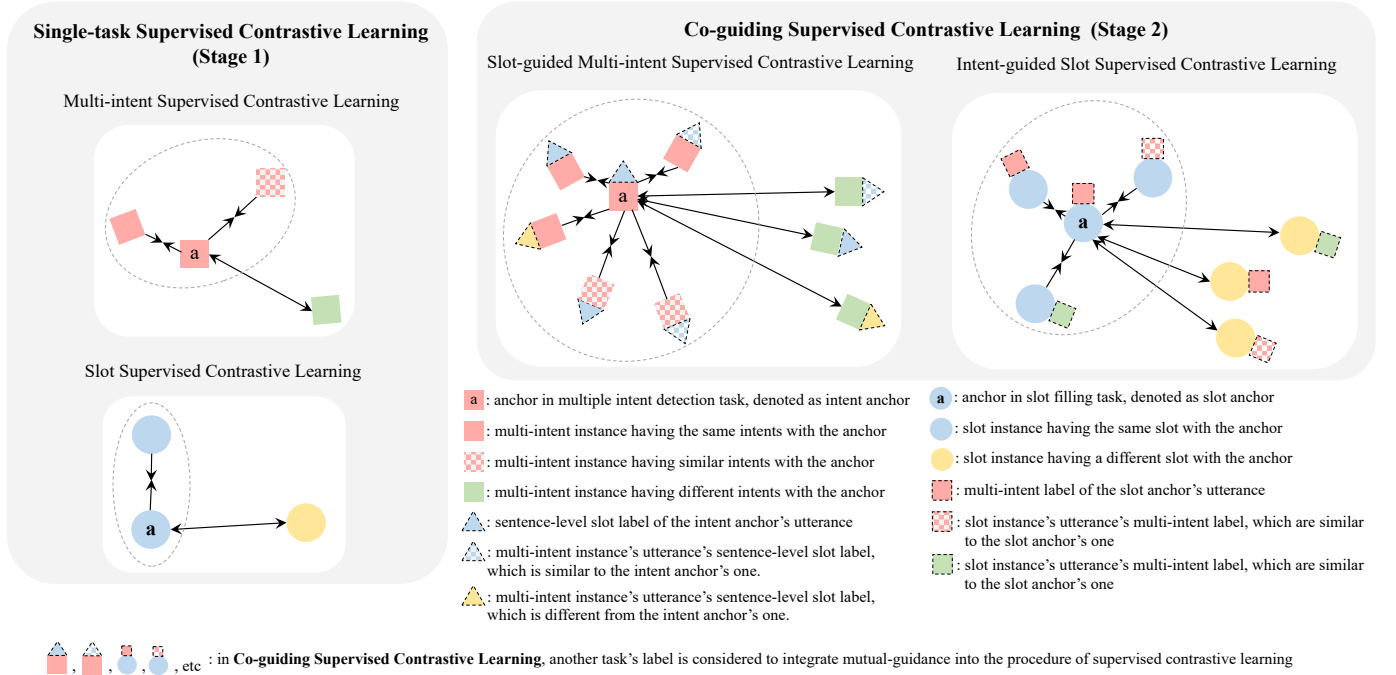 Single-task Supervised Contrastive Learning
(Stage 1)
Multi-intent Supervised Contrastive Learning
a
Slot Supervised Contrastive Learning
a
Co-guiding Supervised Contrastive Learning (Stage 2)
Slot-guided Multi-intent Supervised Contrastive Learning
a
Intent-guided Slot Supervised Contrastive Learning
a
a : anchor in multiple intent detection task, denoted as intent anchor
: multi-intent instance having the same intents with the anchor
: multi-intent instance having similar intents with the anchor
: multi-intent instance having different intents with the anchor
: sentence-level slot label of the intent anchor's utterance
: multi-intent instance's utterance's sentence-level slot label,
which is similar to the intent anchor's one.
: multi-intent instance's utterance's sentence-level slot label,
which is different from the intent anchor's one.
a : anchor in slot filling task, denoted as slot anchor
: slot instance having the same slot with the anchor
: slot instance having a different slot with the anchor
: multi-intent label of the slot anchor's utterance
: slot instance's utterance's multi-intent label, which are similar
to the slot anchor's one
: slot instance's utterance's multi-intent label, which are similar
to the slot anchor's one
, , , , etc : in Co-guiding Supervised Contrastive Learning, another task's label is considered to integrate mutual-guidance into the procedure of supervised contrastive learning